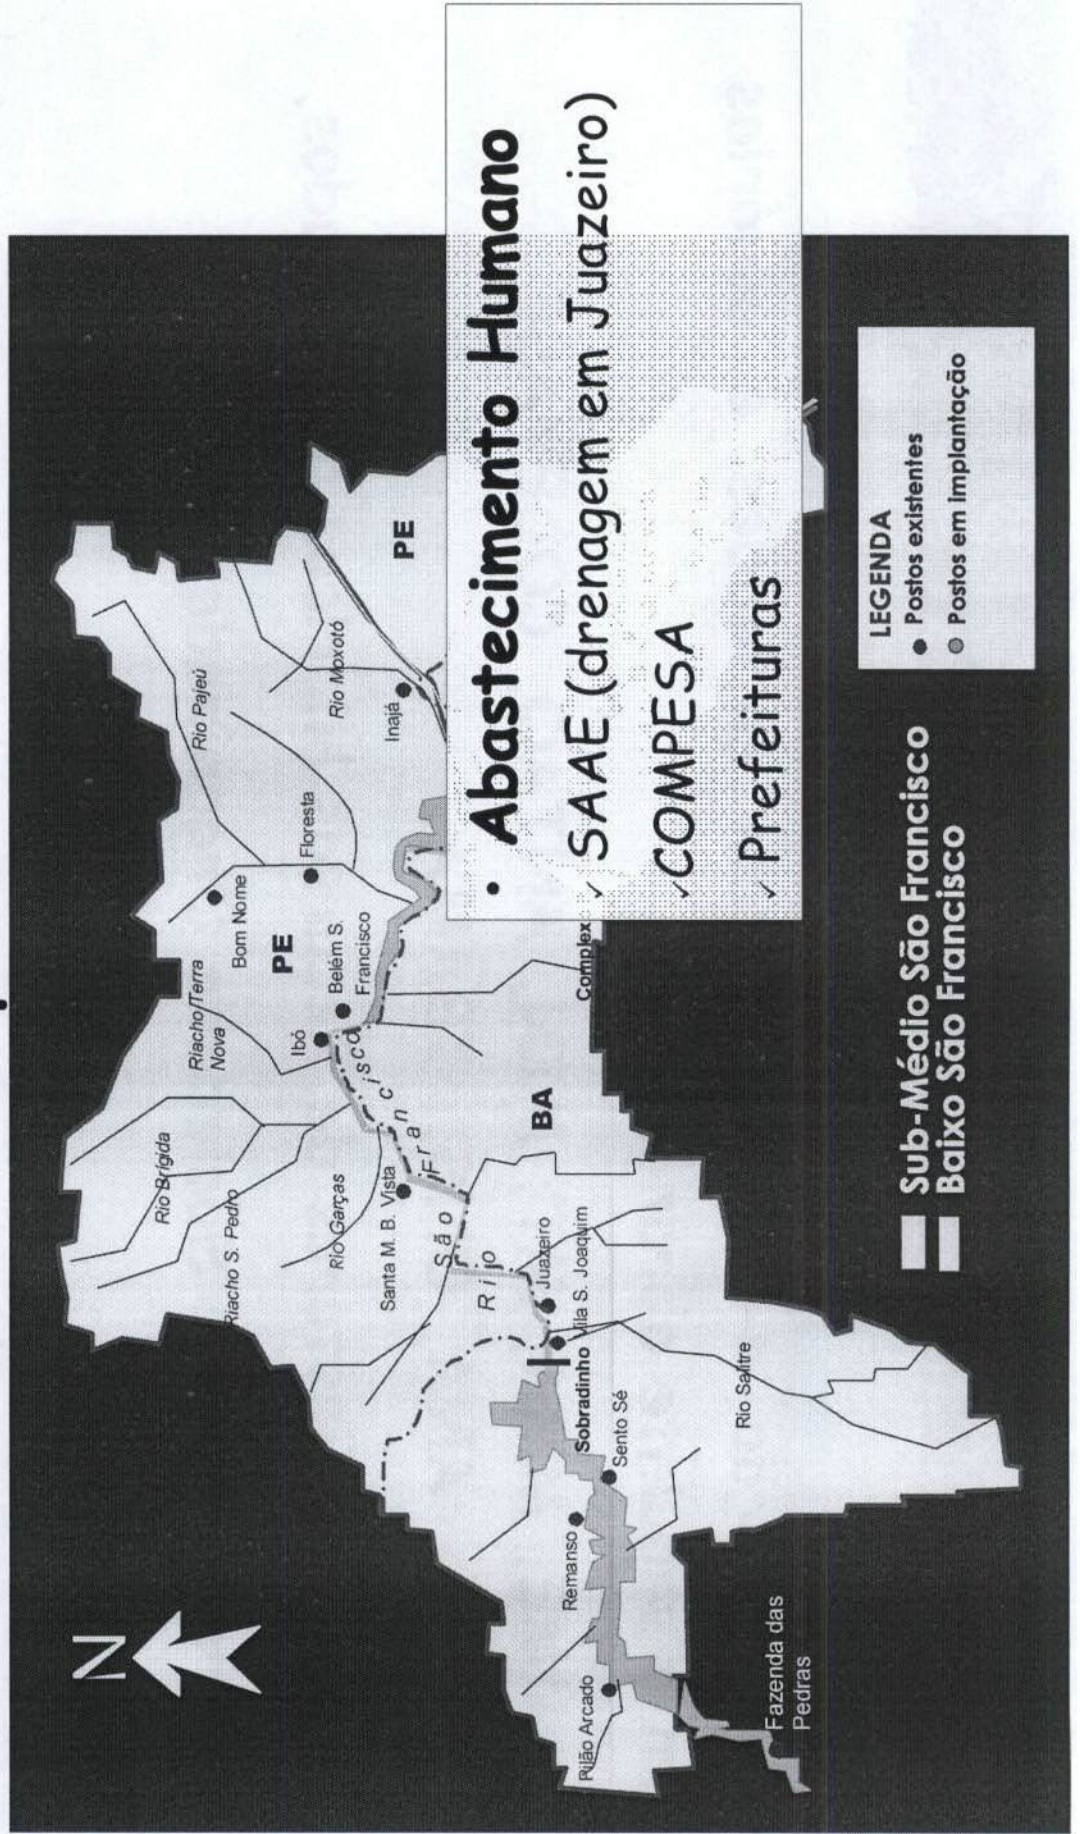 N
Rio Pajeú
Riacho Terra
Nova
Bom Nome
Rio Brígida
Riacho S. Pedro
PE
Floresta
Rio Moxotó
Inajá
PE
Ibó
Belém S.
Francisco
Rio Garças
Santa M. B. Vista
Rio São Francisco
BA
Complex
Juazeiro
Vila S. Joaquim
Sobradinho
Sento Sé
Remanso
Pilão Arcado
Rio Salitre
Fazenda das
Pedras
• Abastecimento Humano
✓ SAAE (drenagem em Juazeiro)
✓ COMPESA
✓ Prefeituras
Sub-Médio São Francisco
Baixo São Francisco
LEGENDA
Postos existentes
Postos em implantação